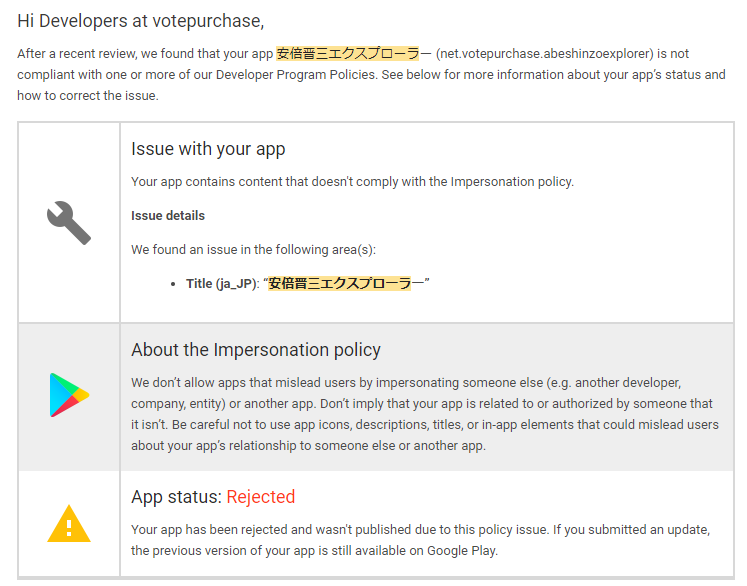 Hi Developers at votepurchase,
After a recent review, we found that your app 安倍晋三エクスプローラー (net.votepurchase.abeshinzoexplorer) is not
compliant with one or more of our Developer Program Policies. See below for more information about your app's status and
how to correct the issue.
Issue with your app
Your app contains content that doesn't comply with the Impersonation policy.
Issue details
We found an issue in the following area(s):
• Title (ja_JP): “安倍晋三エクスプローラー”
About the Impersonation policy
We don't allow apps that mislead users by impersonating someone else (e.g. another developer,
company, entity) or another app. Don't imply that your app is related to or authorized by someone that
it isn't. Be careful not to use app icons, descriptions, titles, or in-app elements that could mislead users
about your app's relationship to someone else or another app.
App status: Rejected
Your app has been rejected and wasn't published due to this policy issue. If you submitted an update,
the previous version of your app is still available on Google Play.